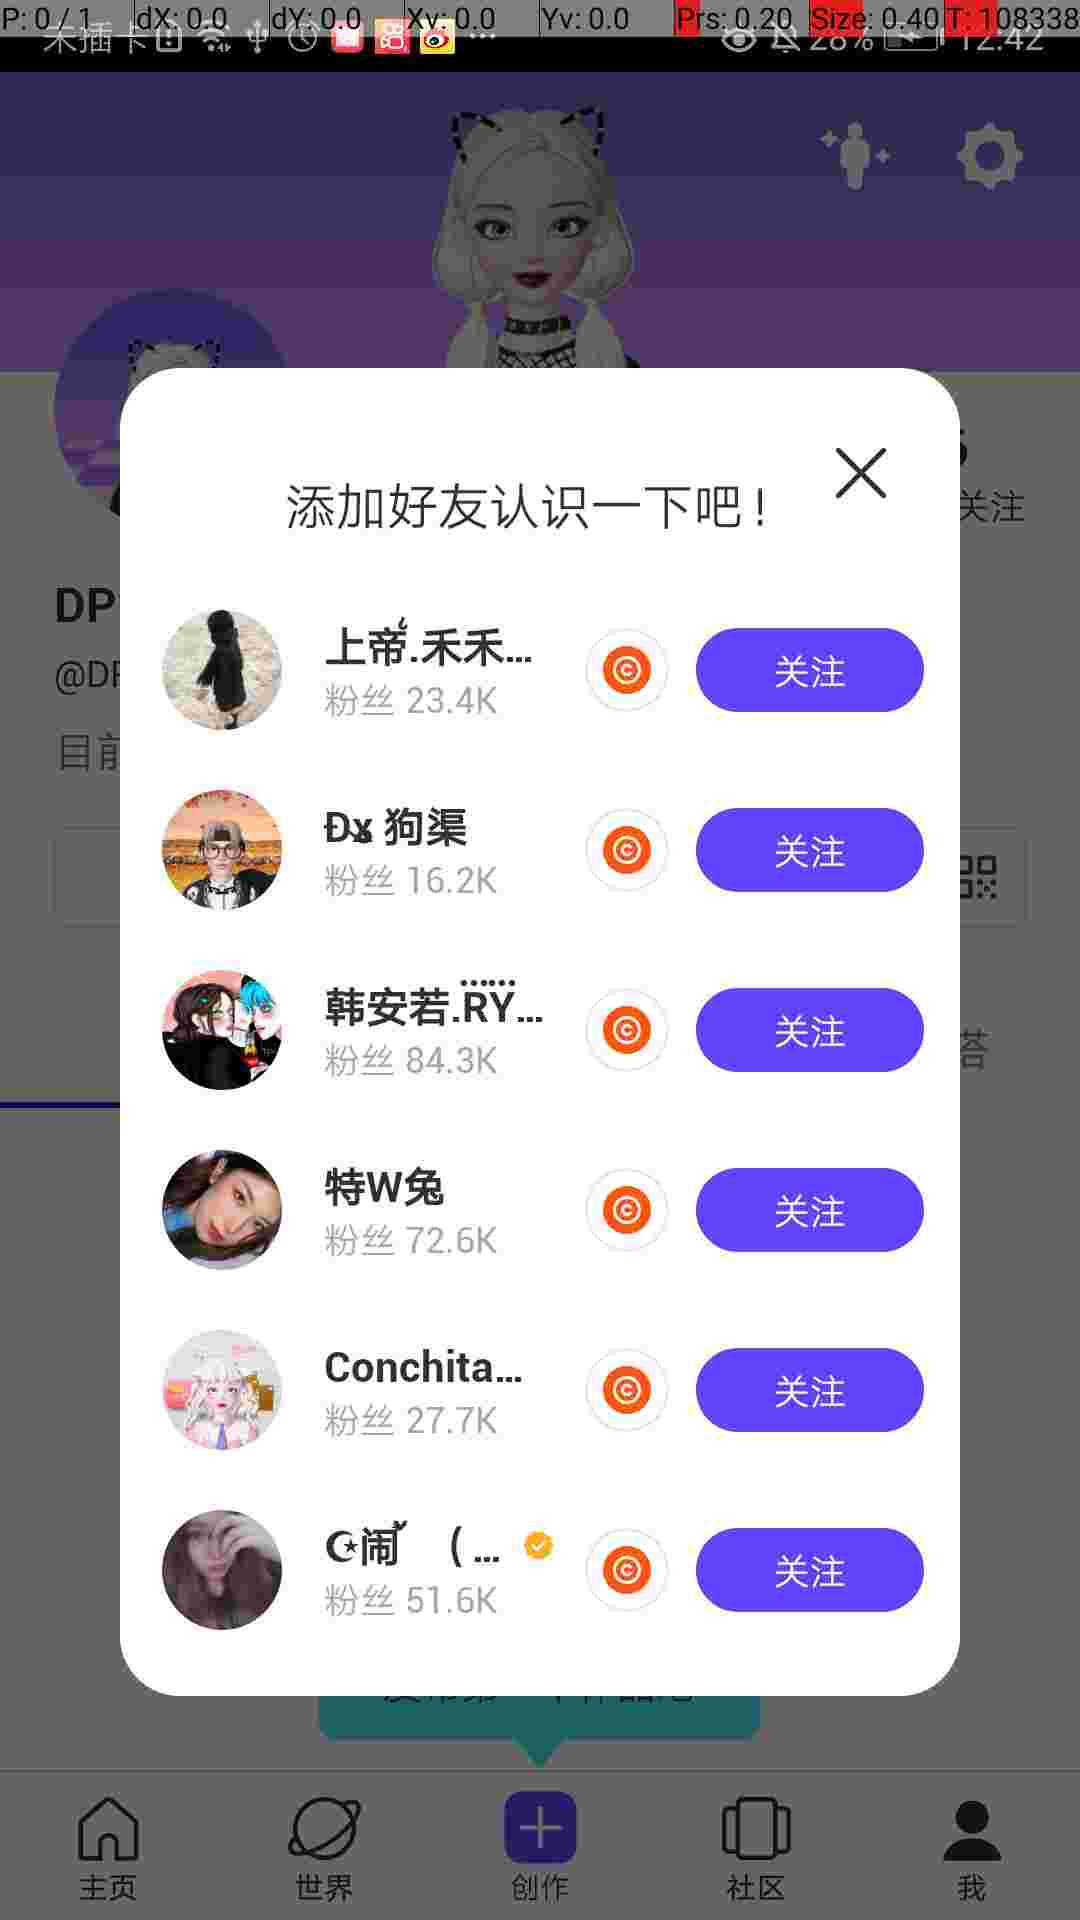 P: 0 / 1 dX: 0.0 dY: 0.0 Xv: 0.0 Yv: 0.0 Prs: 0.20 Size: 0.40 T: 108338
未插卡 28% 12:42
添加好友认识一下吧！
关注
DP
@DP
目前
上帝.禾禾...
粉丝 23.4K
关注
狗渠
粉丝 16.2K
关注
韩安若.RY...
粉丝 84.3K
关注
特W兔
粉丝 72.6K
关注
Conchita...
粉丝 27.7K
关注
☪闹 ( ...
粉丝 51.6K
关注
主页 世界 创作 社区 我